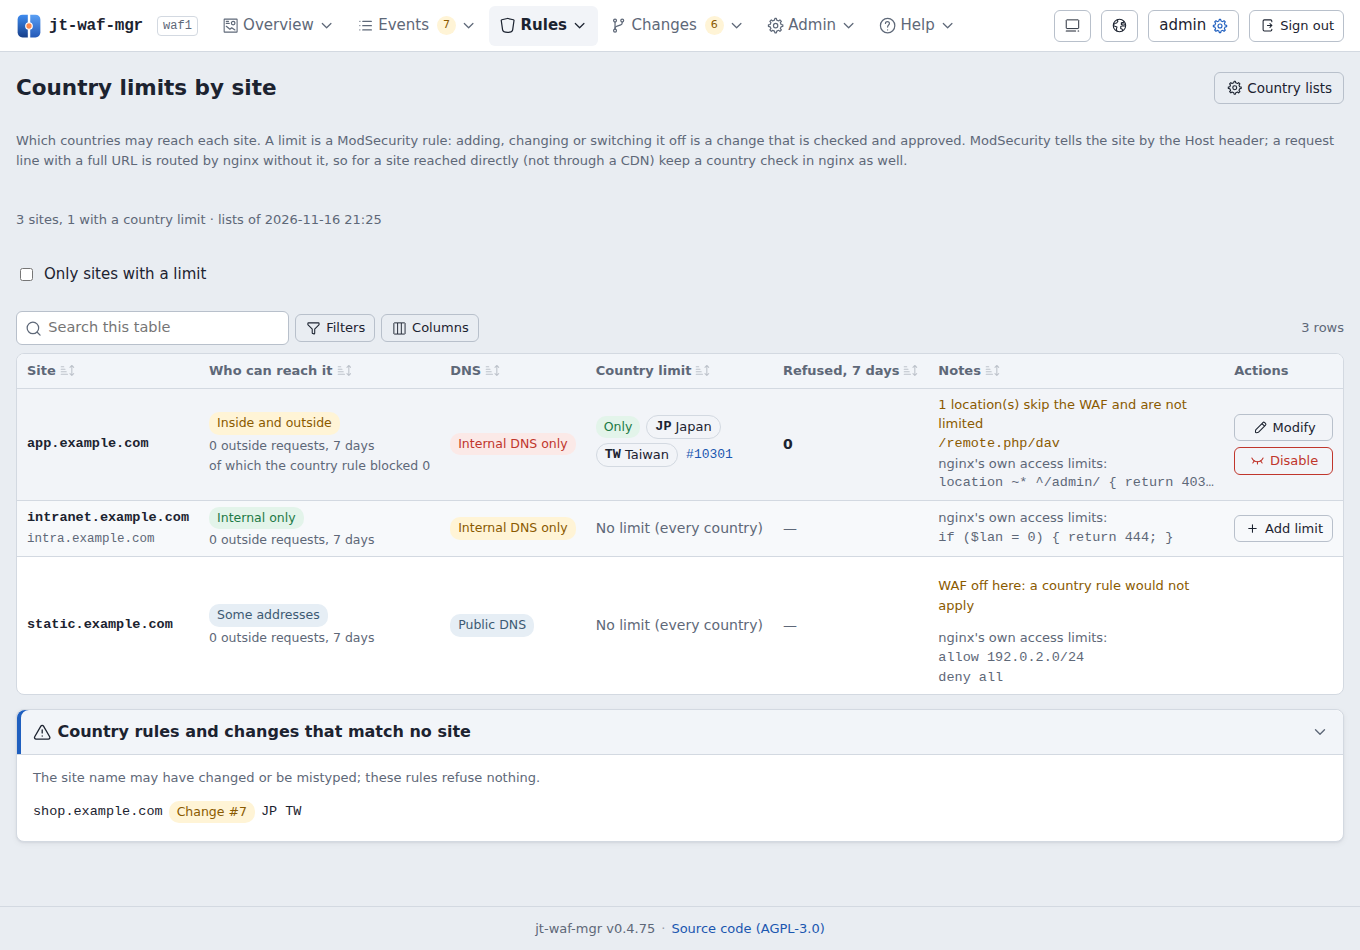 jt-waf-mgr waf1 Overview Events 7 Rules Changes 6 Admin Help admin Sign out
Country limits by site
Country lists
Which countries may reach each site. A limit is a ModSecurity rule: adding, changing or switching it off is a change that is checked and approved. ModSecurity tells the site by the Host header; a request
line with a full URL is routed by nginx without it, so for a site reached directly (not through a CDN) keep a country check in nginx as well.
3 sites, 1 with a country limit · lists of 2026-11-16 21:25
Only sites with a limit
Search this table Filters Columns 3 rows
Site Who can reach it DNS Country limit Refused, 7 days Notes Actions
app.example.com
Inside and outside
0 outside requests, 7 days
of which the country rule blocked 0
Internal DNS only
Only JP Japan
TW Taiwan #10301
0
1 location(s) skip the WAF and are not
limited
/remote.php/dav
nginx's own access limits:
location ~* ^/admin/ { return 403…
Modify
Disable
intranet.example.com
intra.example.com
Internal only
0 outside requests, 7 days
Internal DNS only
No limit (every country)
—
nginx's own access limits:
if ($lan = 0) { return 444; }
Add limit
static.example.com
Some addresses
0 outside requests, 7 days
Public DNS
No limit (every country)
—
WAF off here: a country rule would not
apply
nginx's own access limits:
allow 192.0.2.0/24
deny all
Country rules and changes that match no site
The site name may have changed or be mistyped; these rules refuse nothing.
shop.example.com Change #7 JP TW
jt-waf-mgr v0.4.75 · Source code (AGPL-3.0)